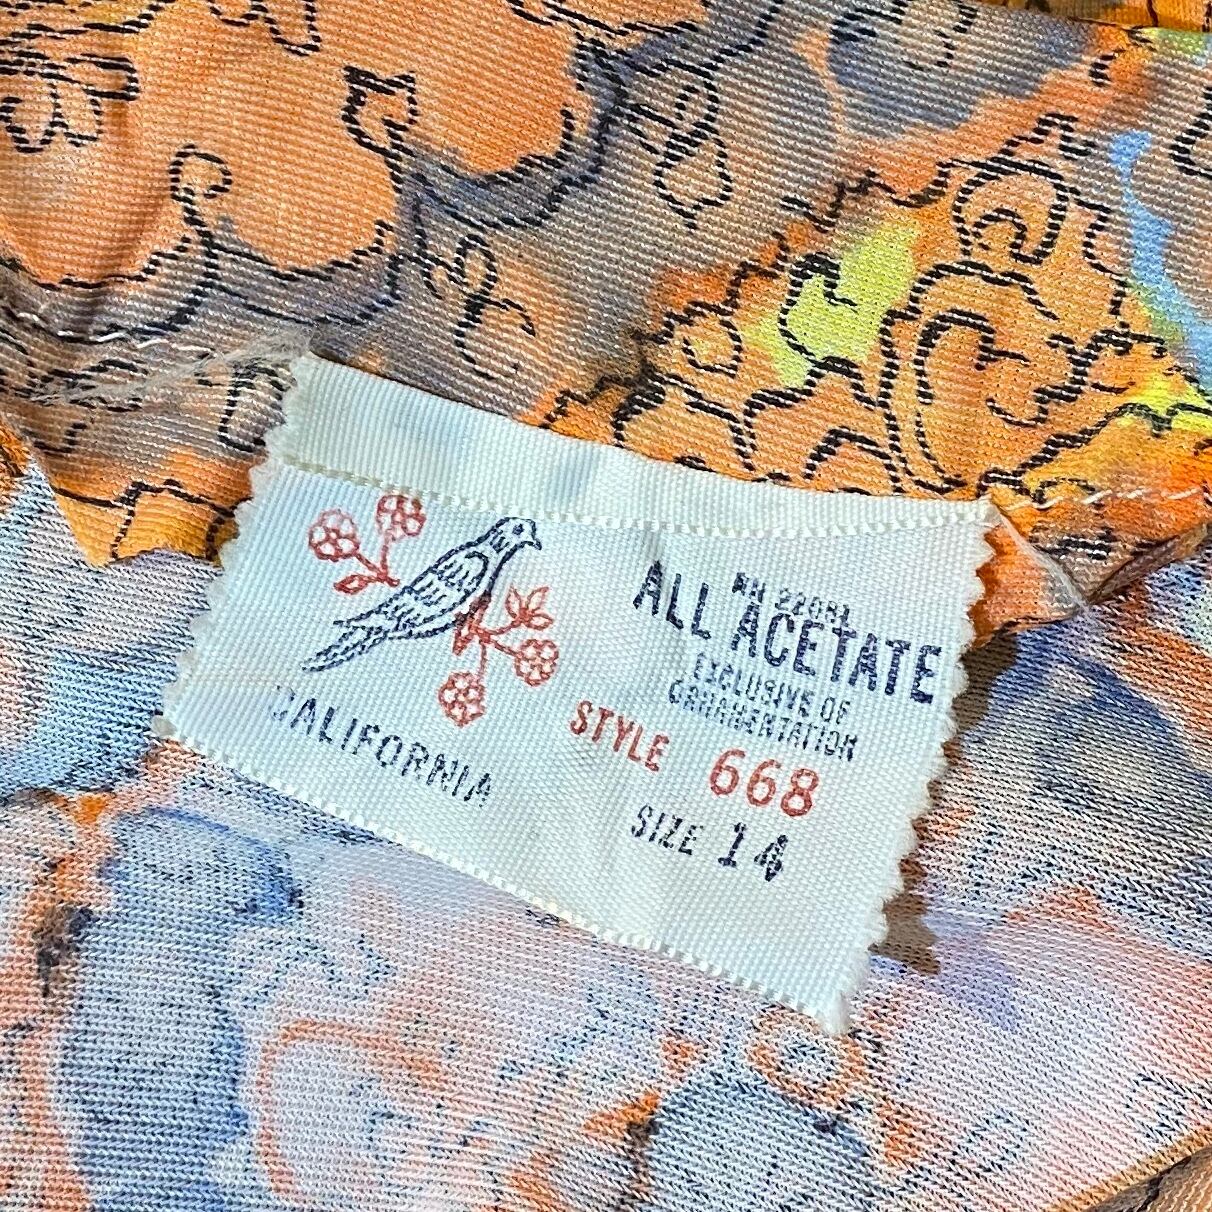 CALIFORNIA
RN 22081
ALL ACETATE
EXCLUSIVE OF
ORNAMENTATION
STYLE 668
SIZE 14